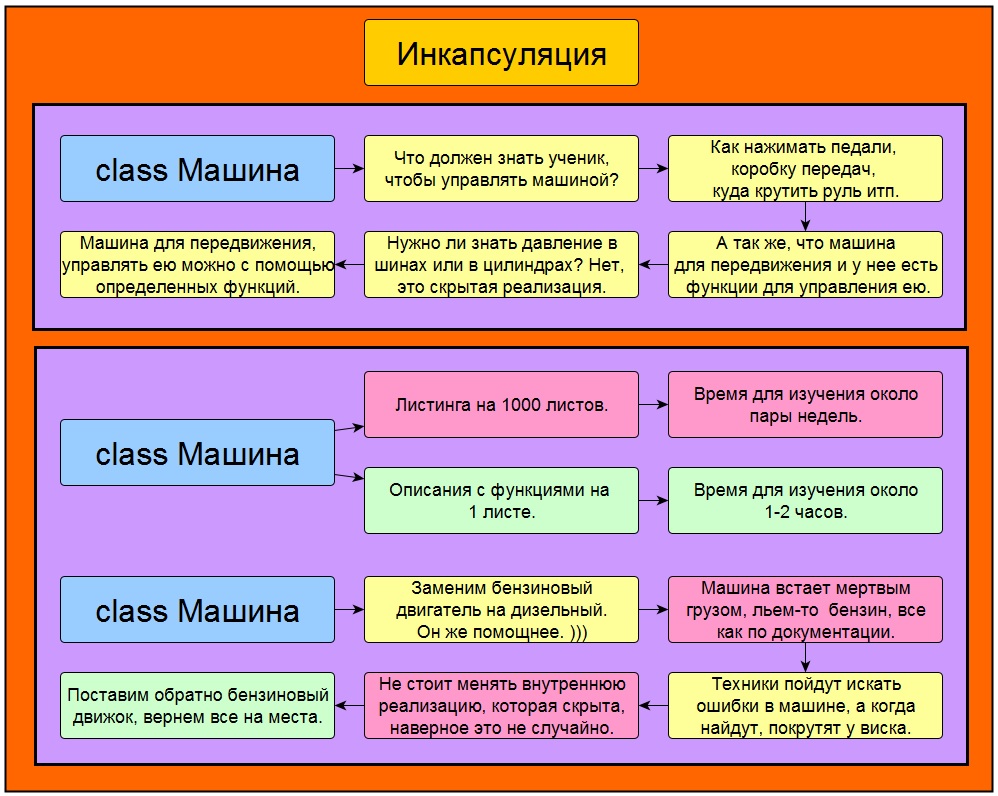 Инкапсуляция
class Машина
Что должен знать ученик,
чтобы управлять машиной?
Как нажимать педали,
коробку передач,
куда крутить руль итп.
А так же, что машина
для передвижения и у нее есть
функции для управления ею.
Нужно ли знать давление в
шинах или в цилиндрах? Нет,
это скрытая реализация.
Машина для передвижения,
управлять ею можно с помощью
определенных функций.
class Машина
Листинга на 1000 листов.
Время для изучения около
пары недель.
Описания с функциями на
1 листе.
Время для изучения около
1-2 часов.
class Машина
Заменим бензиновый
двигатель на дизельный.
Он же помощнее. )))
Машина встает мертвым
грузом, льем-то  бензин, все
как по документации.
Техники пойдут искать
ошибки в машине, а когда
найдут, покрутят у виска.
Не стоит менять внутреннюю
реализацию, которая скрыта,
наверное это не случайно.
Поставим обратно бензиновый
движок, вернем все на места.